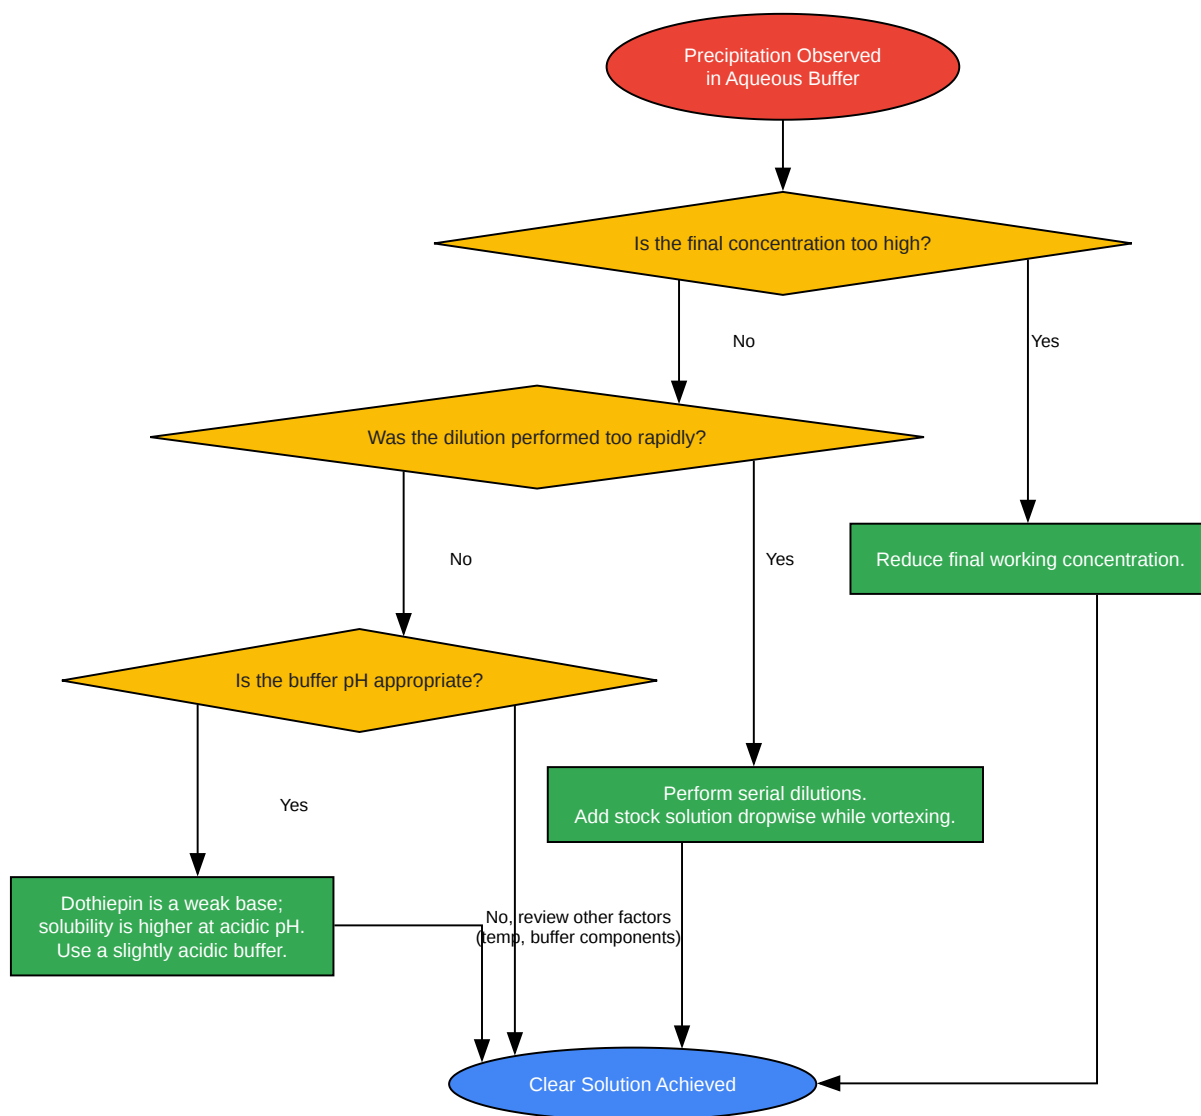 Precipitation Observed
in Aqueous Buffer
Is the final concentration too high?
No
Yes
Was the dilution performed too rapidly?
No
Yes
Reduce final working concentration.
Is the buffer pH appropriate?
Yes
Perform serial dilutions.
Add stock solution dropwise while vortexing.
Dothiepin is a weak base;
solubility is higher at acidic pH.
Use a slightly acidic buffer.
No, review other factors
(temp, buffer components)
Clear Solution Achieved